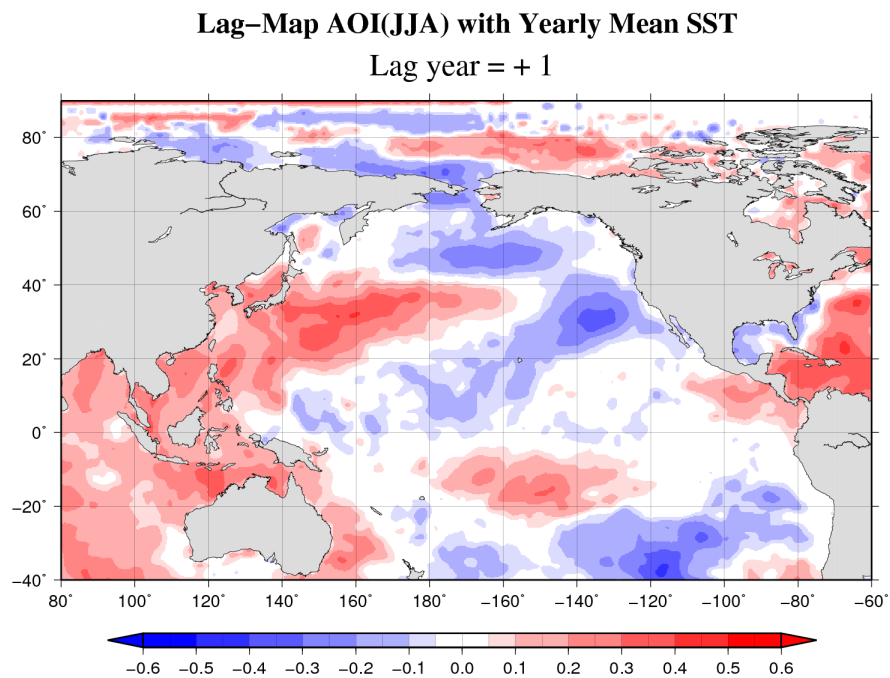 Lag–Map AOI(JJA) with Yearly Mean SST
Lag year = + 1
80˚
60˚
40˚
20˚
0˚
−20˚
−40˚
80 100 120 140 160 180 −160˚ −140˚ −120˚ −100˚ −80˚ −60˚
−0.6 −0.5 −0.4 −0.3 −0.2 −0.1 0.0 0.1 0.2 0.3 0.4 0.5 0.6